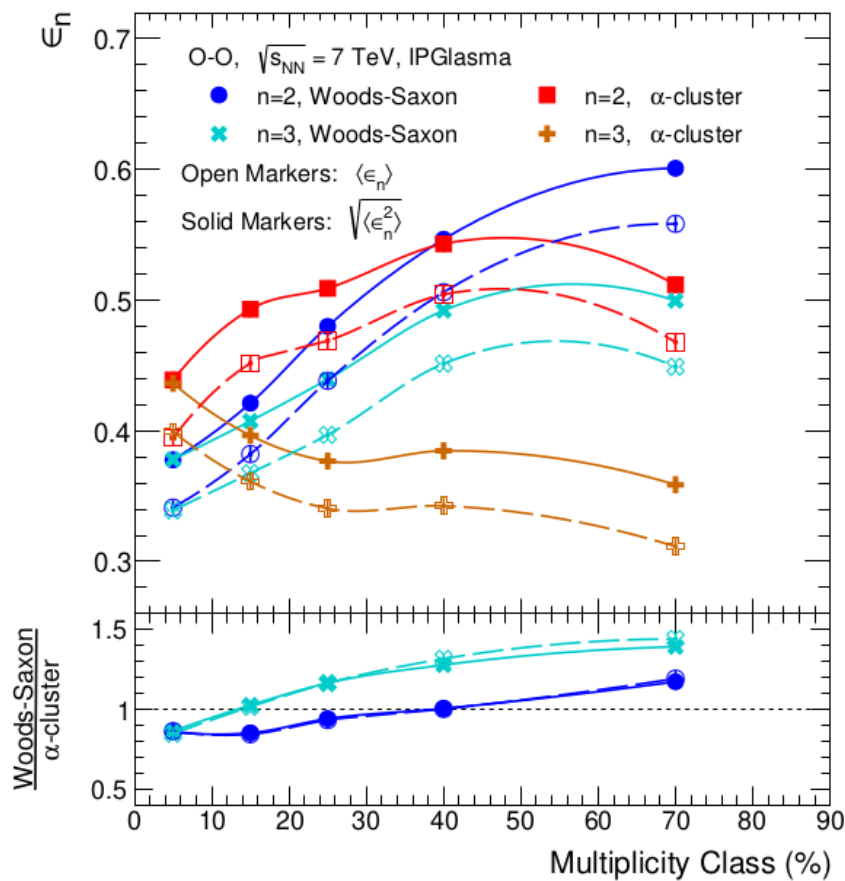 ϵn
0.7
O-O, √sNN = 7 TeV, IPGlasma
n=2, Woods-Saxon
n=2, α-cluster
n=3, Woods-Saxon
n=3, α-cluster
Open Markers: ⟨ϵn⟩
Solid Markers: √⟨ϵn²⟩
0.6
0.5
0.4
0.3
1.5
1
0.5
Woods-Saxon
α-cluster
0 10 20 30 40 50 60 70 80 90
Multiplicity Class (%)